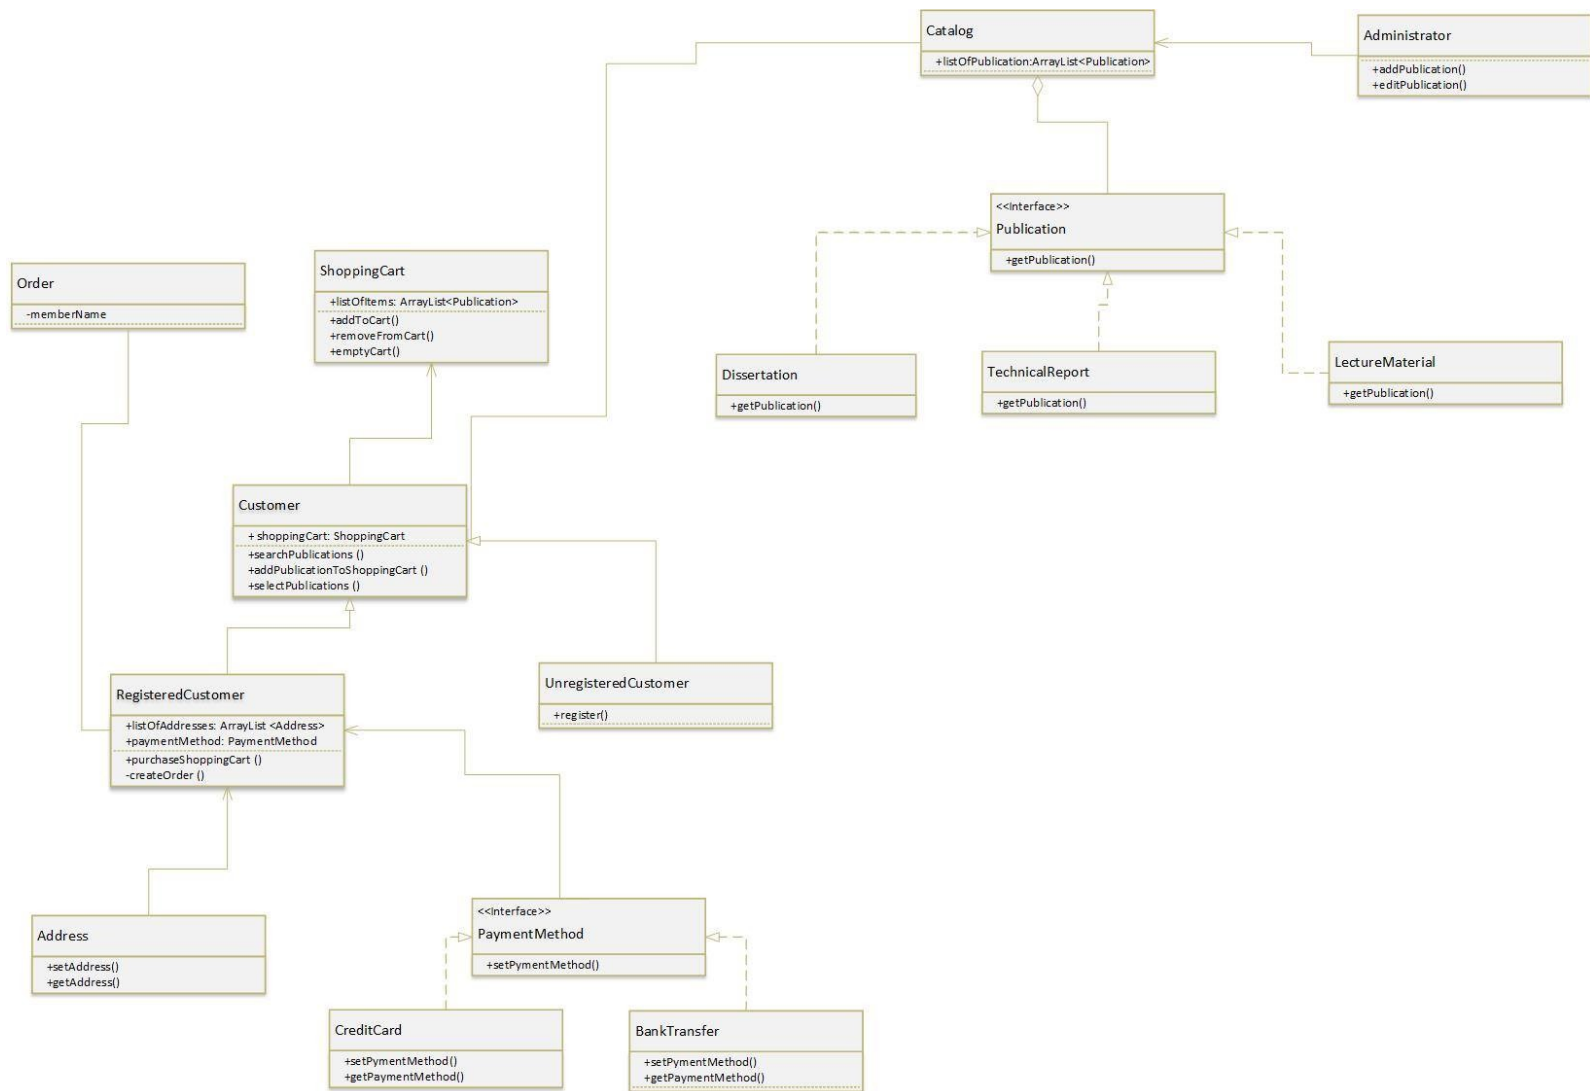 Catalog
+listOfPublication:ArrayList<Publication>
Administrator
+addPublication()
+editPublication()
<<Interface>>
Publication
+getPublication()
Order
-memberName
ShoppingCart
+listOfItems: ArrayList<Publication>
+addToCart()
+removeFromCart()
+emptyCart()
Dissertation
+getPublication()
TechnicalReport
+getPublication()
LectureMaterial
+getPublication()
Customer
+ shoppingCart: ShoppingCart
+searchPublications ()
+addPublicationToShoppingCart ()
+selectPublications ()
RegisteredCustomer
+listOfAddresses: ArrayList <Address>
+paymentMethod: PaymentMethod
+purchaseShoppingCart ()
-createOrder ()
UnregisteredCustomer
+register()
Address
+setAddress()
+getAddress()
<<Interface>>
PaymentMethod
+setPymentMethod()
CreditCard
+setPymentMethod()
+getPaymentMethod()
BankTransfer
+setPymentMethod()
+getPaymentMethod()